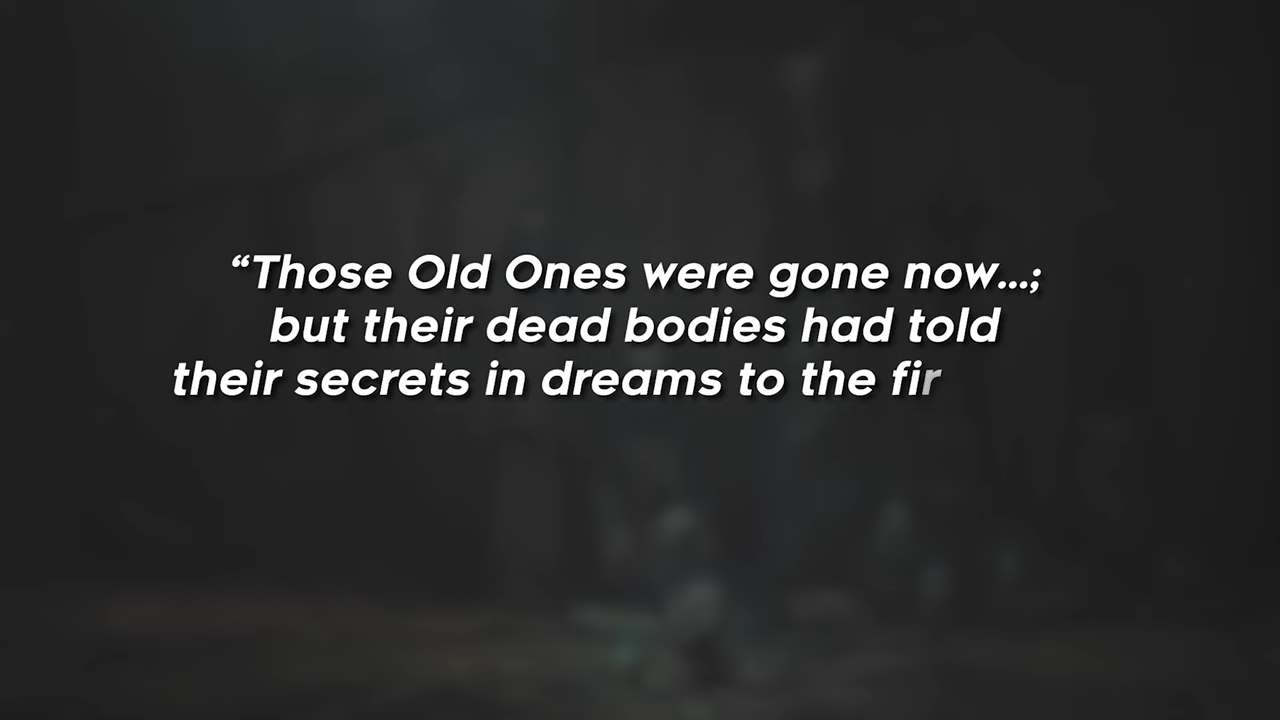 “Those Old Ones were gone now...;
but their dead bodies had told
their secrets in dreams to the fir